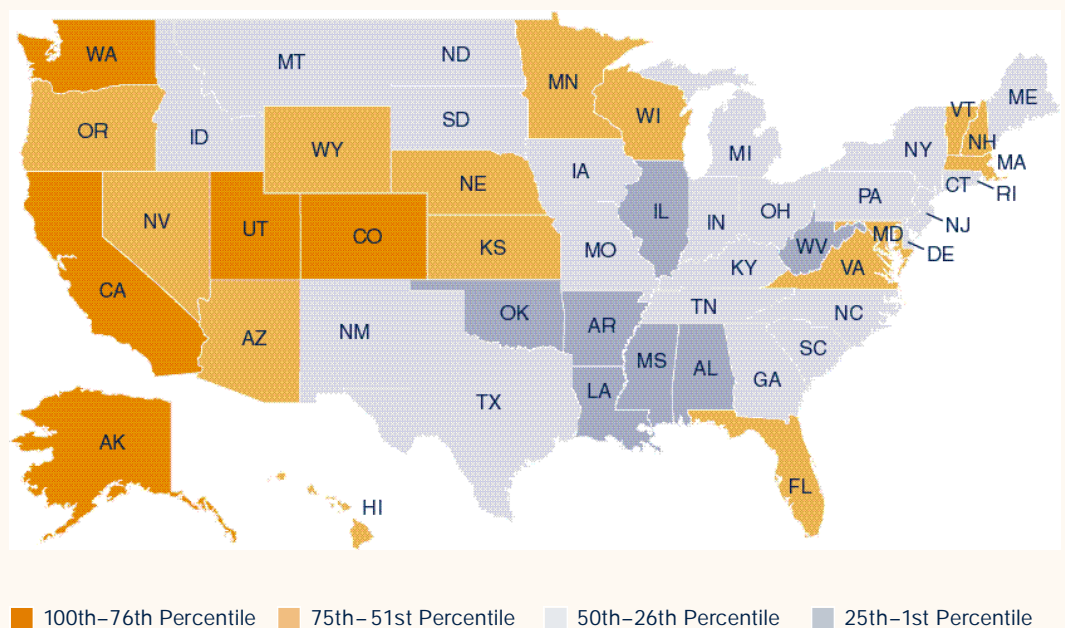 WA
MT
ND
MN
ME
OR
ID
SD
WI
VT
NH
WY
MI
NY
MA
NE
IA
CT
RI
NV
UT
CO
IL
IN
OH
PA
NJ
CA
KS
MO
WV
MD
DE
KY
VA
AZ
NM
OK
AR
TN
NC
TX
MS
AL
GA
SC
LA
AK
HI
FL
100th–76th Percentile 75th–51st Percentile 50th–26th Percentile 25th–1st Percentile